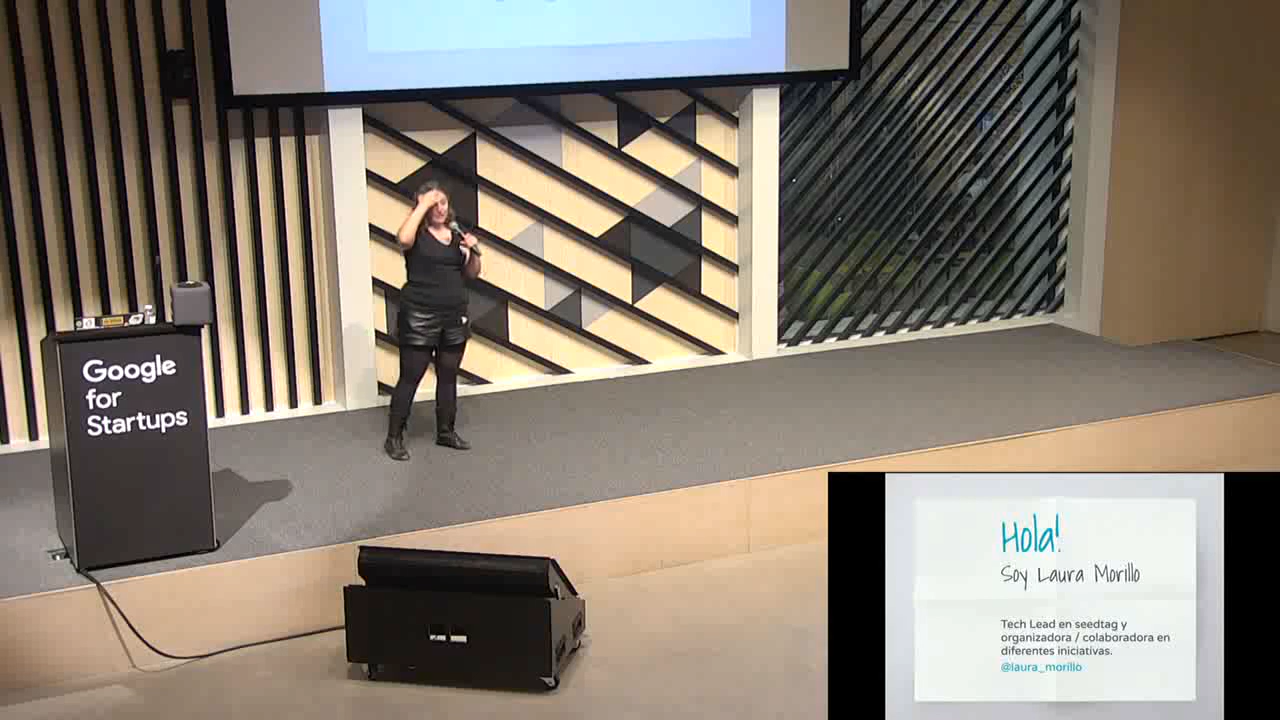 Google
for
Startups
Hola!
Soy Laura Morillo
Tech Lead en seedtag y
organizadora / colaboradora en
diferentes iniciativas.
@laura_morillo